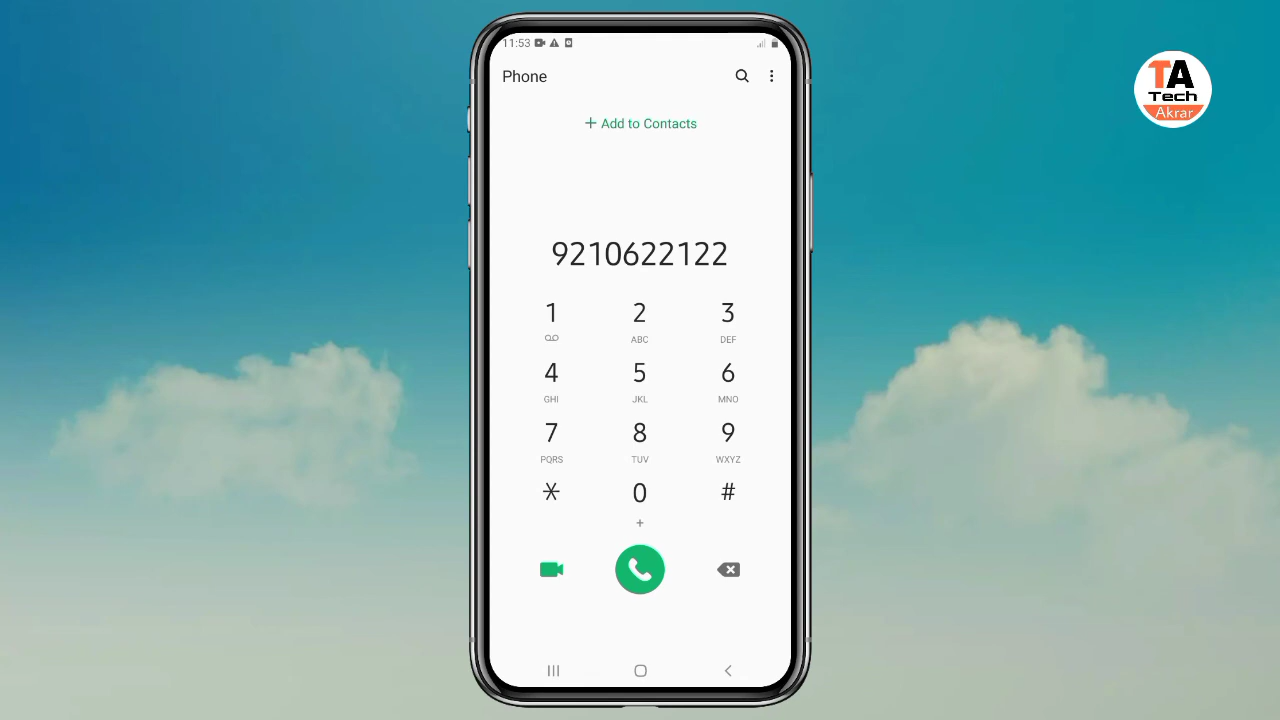 11:53
Phone
+ Add to Contacts
9210622122
1 2 3
ABC DEF
4 5 6
GHI JKL MNO
7 8 9
PQRS TUV WXYZ
* 0 #
+
TA
Tech
Akrar